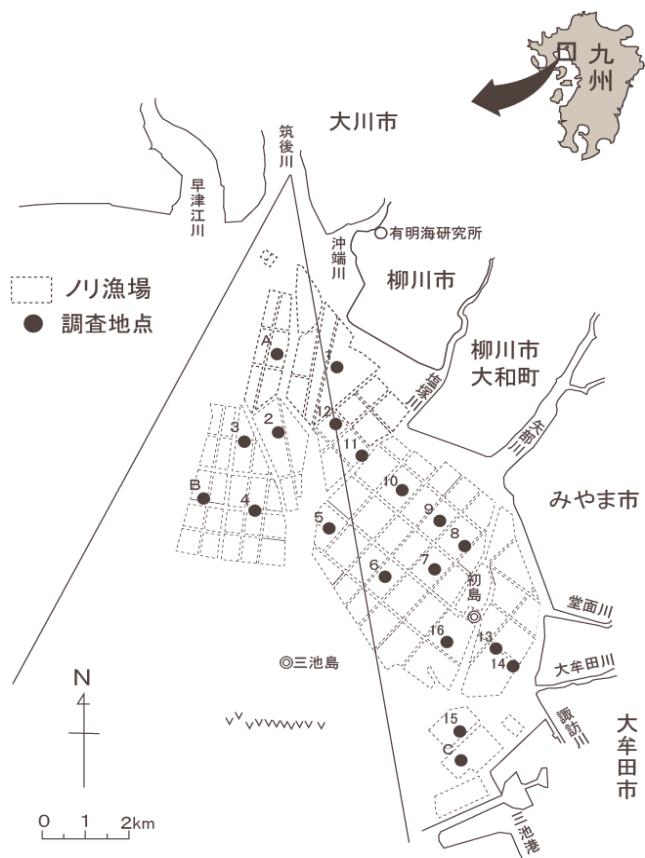 九州
大川市
筑後川
早津江川
沖端川
有明海研究所
ノリ漁場
調査地点
柳川市
柳川市
大和町
塩塚川
矢部川
みやま市
A
1
12
3
2
11
B
4
10
9
5
8
6
7
初島
堂面川
16
13
14
大牟田川
三池島
N
諏訪川
大牟田市
15
C
0 1 2km
三池港